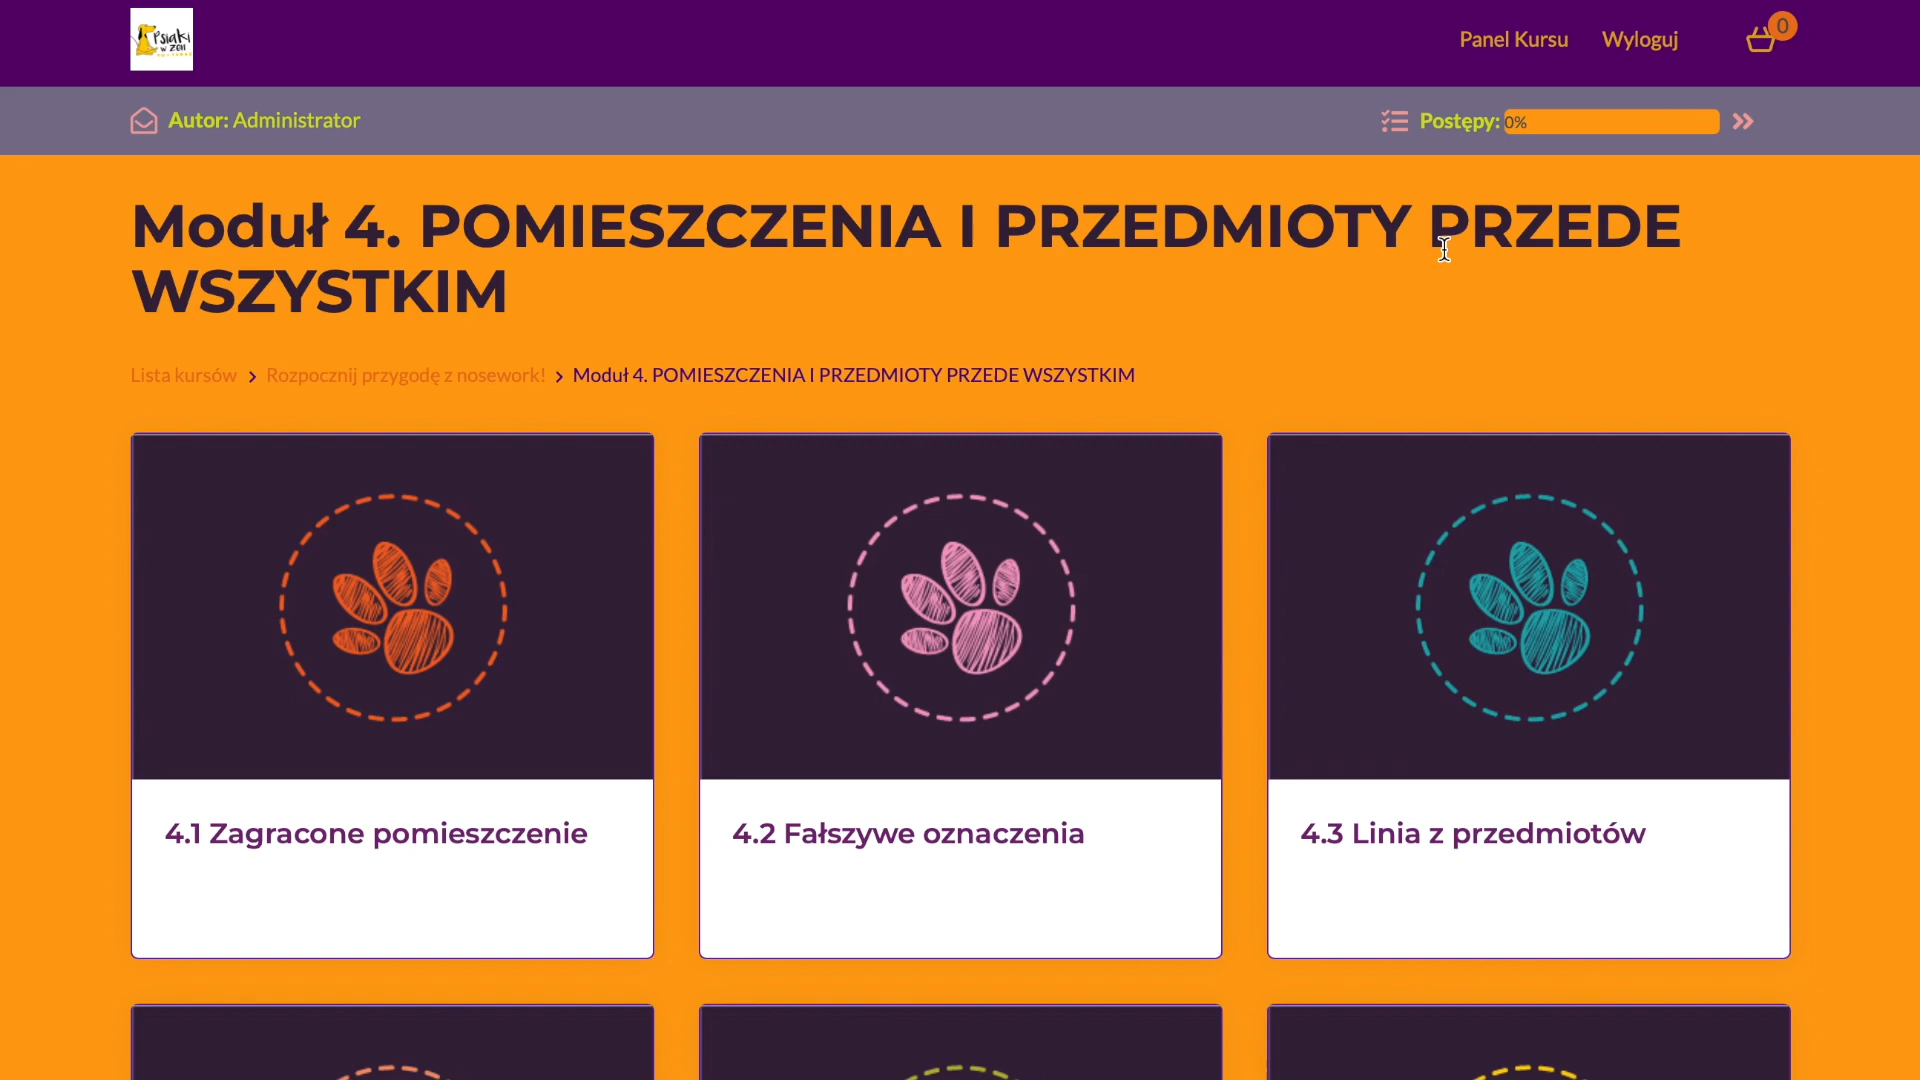 Psiaki
w zen
Panel Kursu
Wyloguj
0
Autor: Administrator
Postępy: 0%
Moduł 4. POMIESZCZENIA I PRZEDMIOTY PRZEDE
WSZYSTKIM
Lista kursów > Rozpocznij przygodę z nosework! > Moduł 4. POMIESZCZENIA I PRZEDMIOTY PRZEDE WSZYSTKIM
4.1 Zagracone pomieszczenie
4.2 Fałszywe oznaczenia
4.3 Linia z przedmiotów